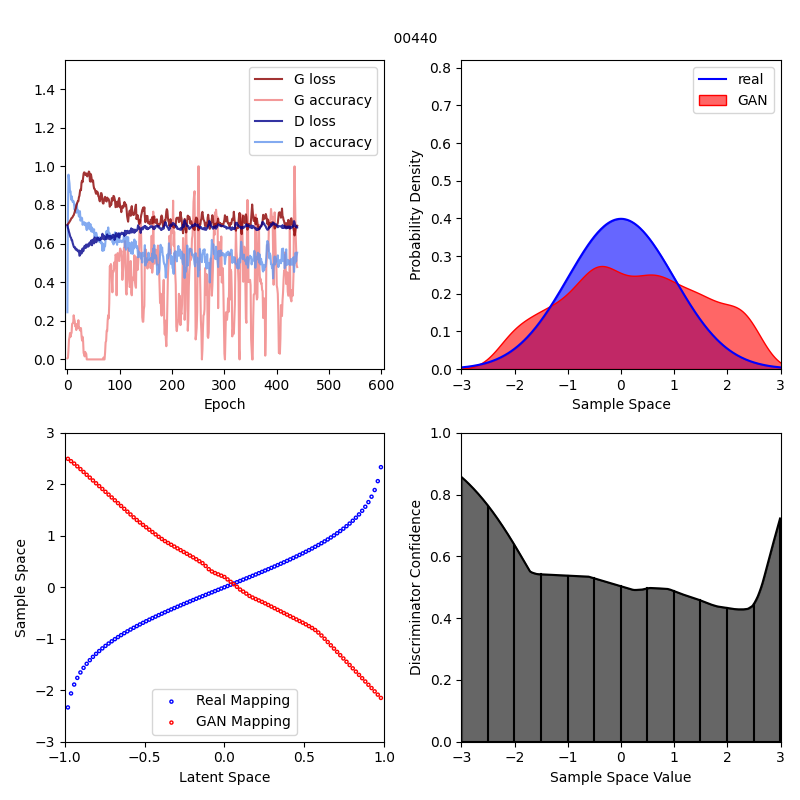 00440
G loss
G accuracy
D loss
D accuracy
1.4
1.2
1.0
0.8
0.6
0.4
0.2
0.0
0 100 200 300 400 500 600
Epoch
real
GAN
Probability Density
0.8
0.7
0.6
0.5
0.4
0.3
0.2
0.1
0.0
−3 −2 −1 0 1 2 3
Sample Space
Sample Space
3
2
1
0
−1
−2
−3
Real Mapping
GAN Mapping
−1.0 −0.5 0.0 0.5 1.0
Latent Space
Discriminator Confidence
1.0
0.8
0.6
0.4
0.2
0.0
−3 −2 −1 0 1 2 3
Sample Space Value